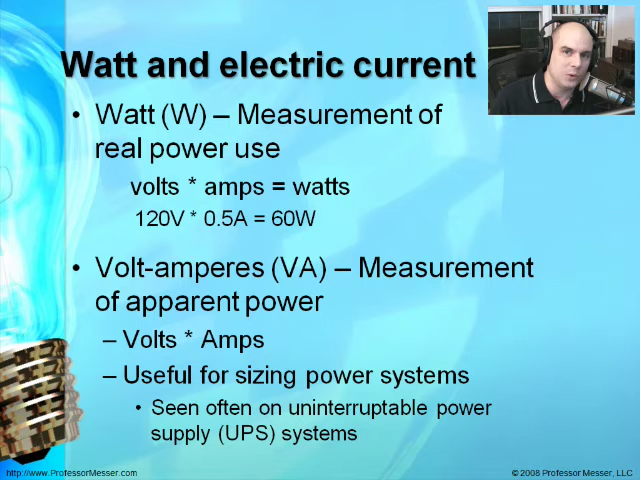 Watt and electric current
• Watt (W) – Measurement of
real power use
volts * amps = watts
120V * 0.5A = 60W
• Volt-amperes (VA) – Measurement
of apparent power
– Volts * Amps
– Useful for sizing power systems
• Seen often on uninterruptable power
supply (UPS) systems
http://www.ProfessorMesser.com
© 2008 Professor Messer, LLC